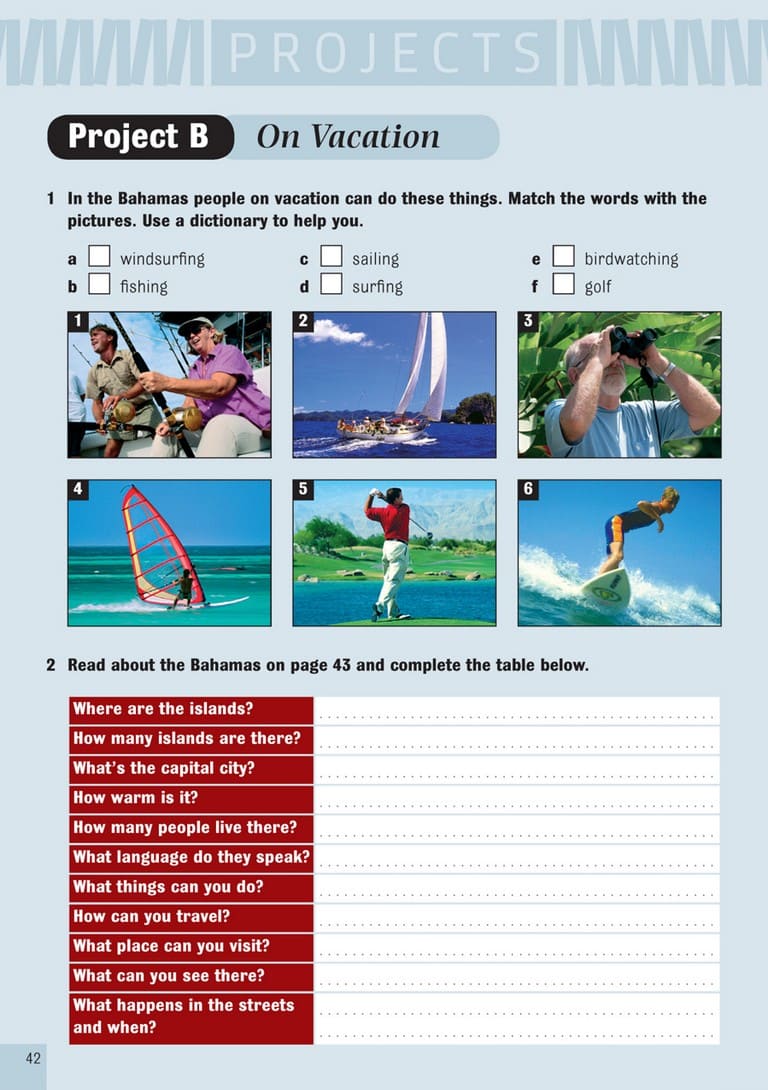 PROJECTS
Project B On Vacation
1 In the Bahamas people on vacation can do these things. Match the words with the
pictures. Use a dictionary to help you.
a windsurfing c sailing e birdwatching
b fishing d surfing f golf
1 2 3
4 5 6
2 Read about the Bahamas on page 43 and complete the table below.
Where are the islands?
How many islands are there?
What's the capital city?
How warm is it?
How many people live there?
What language do they speak?
What things can you do?
How can you travel?
What place can you visit?
What can you see there?
What happens in the streets
and when?
42